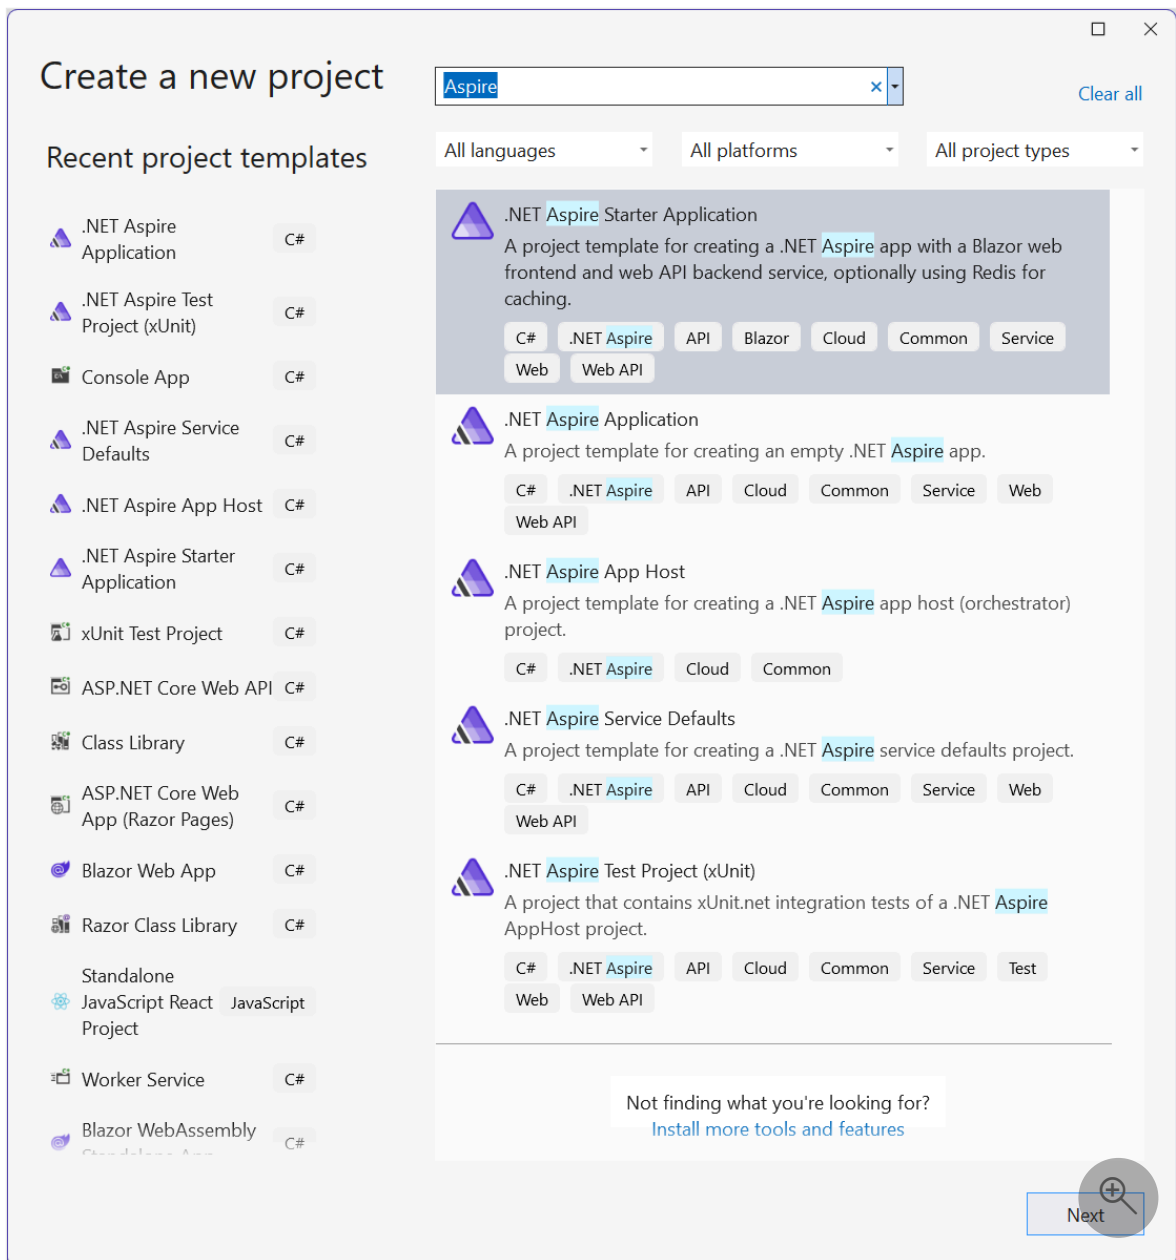 Create a new project
Aspire
Clear all
All languages
All platforms
All project types
Recent project templates
.NET Aspire
Application
C#
.NET Aspire Test
Project (xUnit)
C#
Console App
C#
.NET Aspire Service
Defaults
C#
.NET Aspire App Host
C#
.NET Aspire Starter
Application
C#
xUnit Test Project
C#
ASP.NET Core Web API
C#
Class Library
C#
ASP.NET Core Web
App (Razor Pages)
C#
Blazor Web App
C#
Razor Class Library
C#
Standalone
JavaScript React
Project
JavaScript
Worker Service
C#
Blazor WebAssembly
Standalone App
C#
.NET Aspire Starter Application
A project template for creating a .NET Aspire app with a Blazor web
frontend and web API backend service, optionally using Redis for
caching.
C# .NET Aspire API Blazor Cloud Common Service
Web Web API
.NET Aspire Application
A project template for creating an empty .NET Aspire app.
C# .NET Aspire API Cloud Common Service Web
Web API
.NET Aspire App Host
A project template for creating a .NET Aspire app host (orchestrator)
project.
C# .NET Aspire Cloud Common
.NET Aspire Service Defaults
A project template for creating a .NET Aspire service defaults project.
C# .NET Aspire API Cloud Common Service Web
Web API
.NET Aspire Test Project (xUnit)
A project that contains xUnit.net integration tests of a .NET Aspire
AppHost project.
C# .NET Aspire API Cloud Common Service Test
Web Web API
Not finding what you're looking for?
Install more tools and features
Next